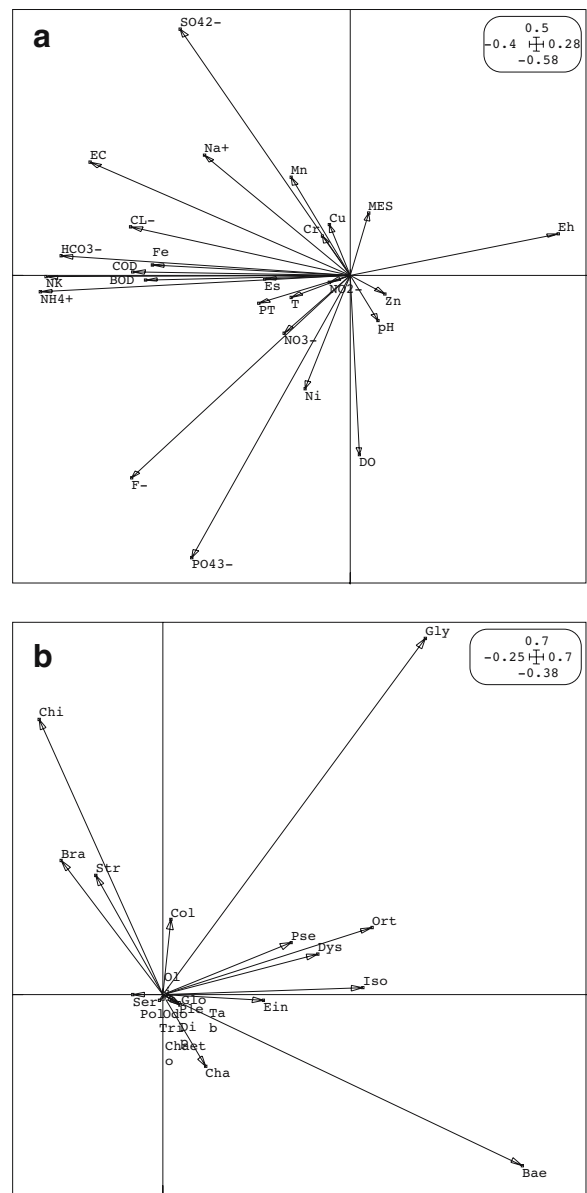 a
SO42-
0.5
-0.4 0.28
-0.58
Na+
EC
Mn
MES
CL-
Cu
Cr
Eh
HCO3-
Fe
COD
NK
BOD
Es
NO2-
NH4+
PT
T
Zn
pH
NO3-
Ni
DO
F-
PO43-
b
Gly
0.7
-0.25 0.7
-0.38
Chi
Bra
Str
Col
Ort
Pse
Dys
Ol
Iso
Ser
Glo
Ein
Ple
Pol
Odo
Ta
b
Tri
Di
Chaet
o
Cha
Bae